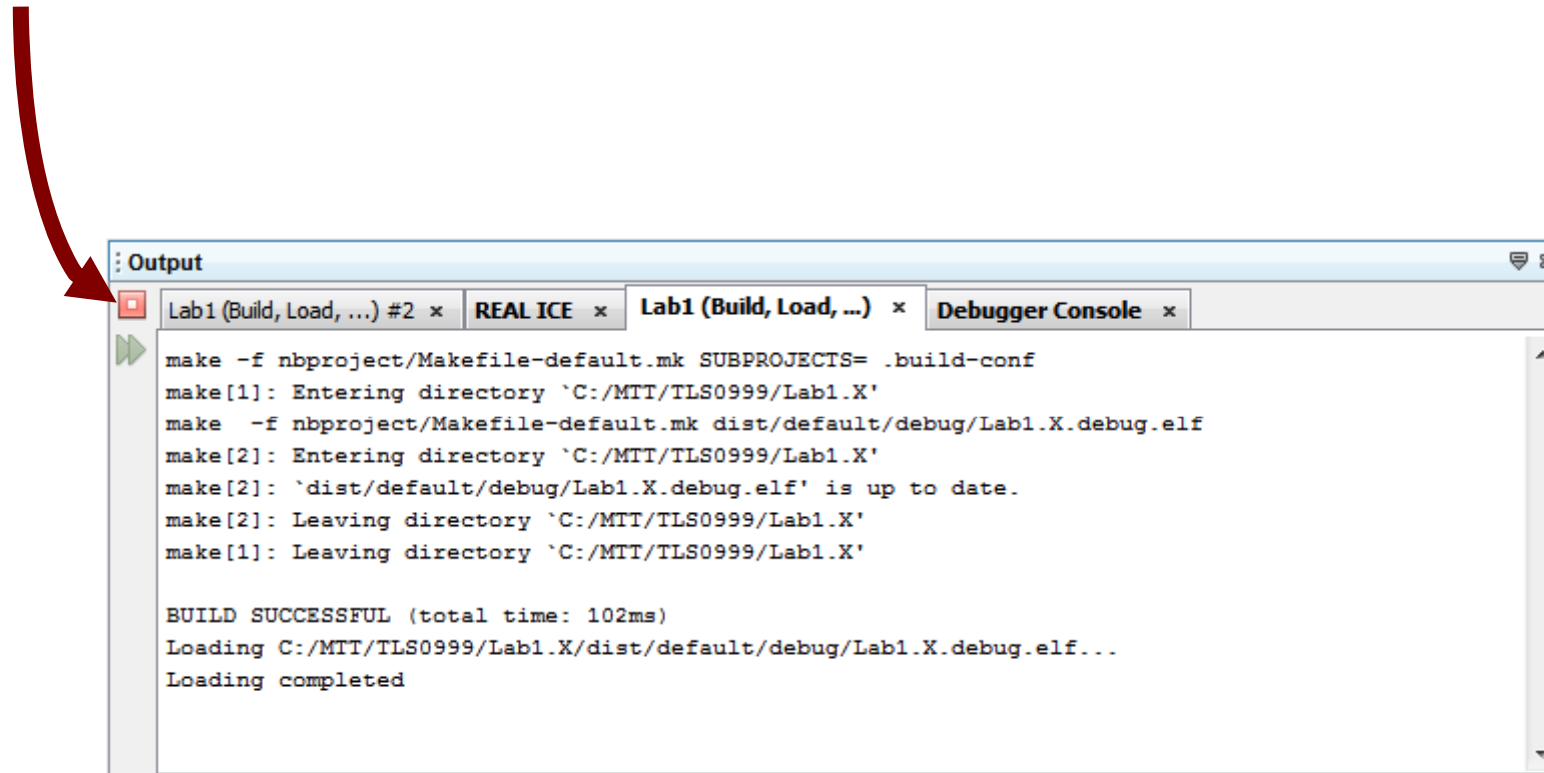 Output
Lab1 (Build, Load, ...) #2 × REAL ICE × Lab1 (Build, Load, ...) × Debugger Console ×
make -f nbproject/Makefile-default.mk SUBPROJECTS= .build-conf
make[1]: Entering directory `C:/MTT/TLS0999/Lab1.X'
make  -f nbproject/Makefile-default.mk dist/default/debug/Lab1.X.debug.elf
make[2]: Entering directory `C:/MTT/TLS0999/Lab1.X'
make[2]: `dist/default/debug/Lab1.X.debug.elf' is up to date.
make[2]: Leaving directory `C:/MTT/TLS0999/Lab1.X'
make[1]: Leaving directory `C:/MTT/TLS0999/Lab1.X'
BUILD SUCCESSFUL (total time: 102ms)
Loading C:/MTT/TLS0999/Lab1.X/dist/default/debug/Lab1.X.debug.elf...
Loading completed